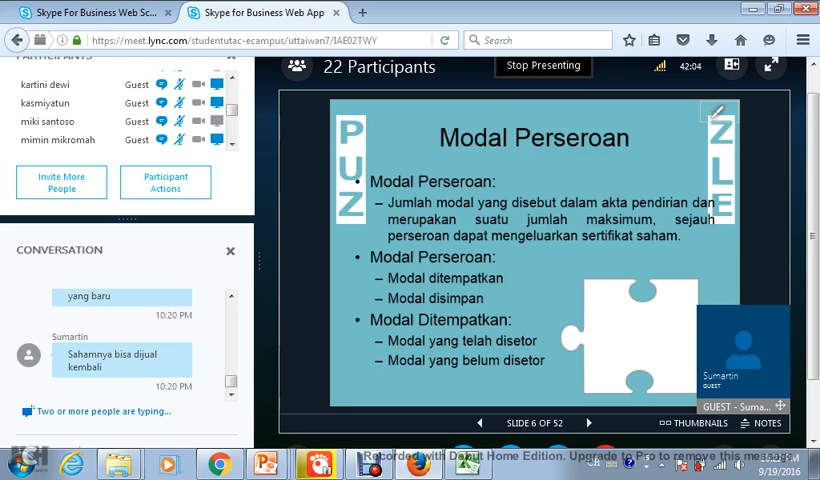 Skype For Business Web Sc...
Skype for Business Web App
https://meet.lync.com/studentutac-ecampus/uttaiwan7/IAE02TWY
Search
PARTICIPANTS
kartini dewi Guest
kasmiyatun Guest
miki santoso Guest
mimin mikromah Guest
Invite More
People
Participant
Actions
CONVERSATION
yang baru
10:20 PM
Sumartin
Sahamnya bisa dijual
kembali
10:20 PM
Two or more people are typing...
22 Participants
Stop Presenting
42:04
PUZ
ZLE
Modal Perseroan
• Modal Perseroan:
– Jumlah modal yang disebut dalam akta pendirian dan
merupakan suatu jumlah maksimum, sejauh
perseroan dapat mengeluarkan sertifikat saham.
• Modal Perseroan:
– Modal ditempatkan
– Modal disimpan
• Modal Ditempatkan:
– Modal yang telah disetor
– Modal yang belum disetor
Sumartin
GUEST
GUEST - Suma...
SLIDE 6 OF 52
THUMBNAILS
NOTES
Recorded with Debut Home Edition. Upgrade to Pro to remove this message.
CH
9/19/2016